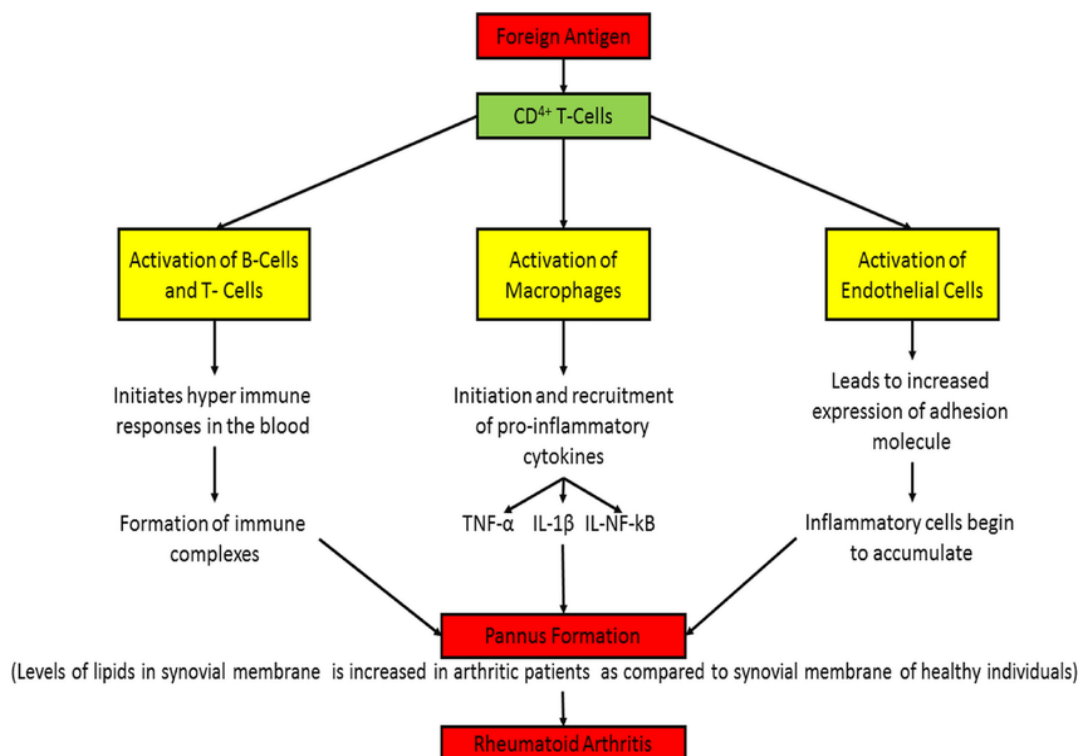 Foreign Antigen
CD⁴⁺ T-Cells
Activation of B-Cells
and T- Cells
Activation of
Macrophages
Activation of
Endothelial Cells
Initiates hyper immune
responses in the blood
Initiation and recruitment
of pro-inflammatory
cytokines
Leads to increased
expression of adhesion
molecule
Formation of immune
complexes
TNF-α IL-1β IL-NF-kB
Inflammatory cells begin
to accumulate
Pannus Formation
(Levels of lipids in synovial membrane is increased in arthritic patients as compared to synovial membrane of healthy individuals)
Rheumatoid Arthritis